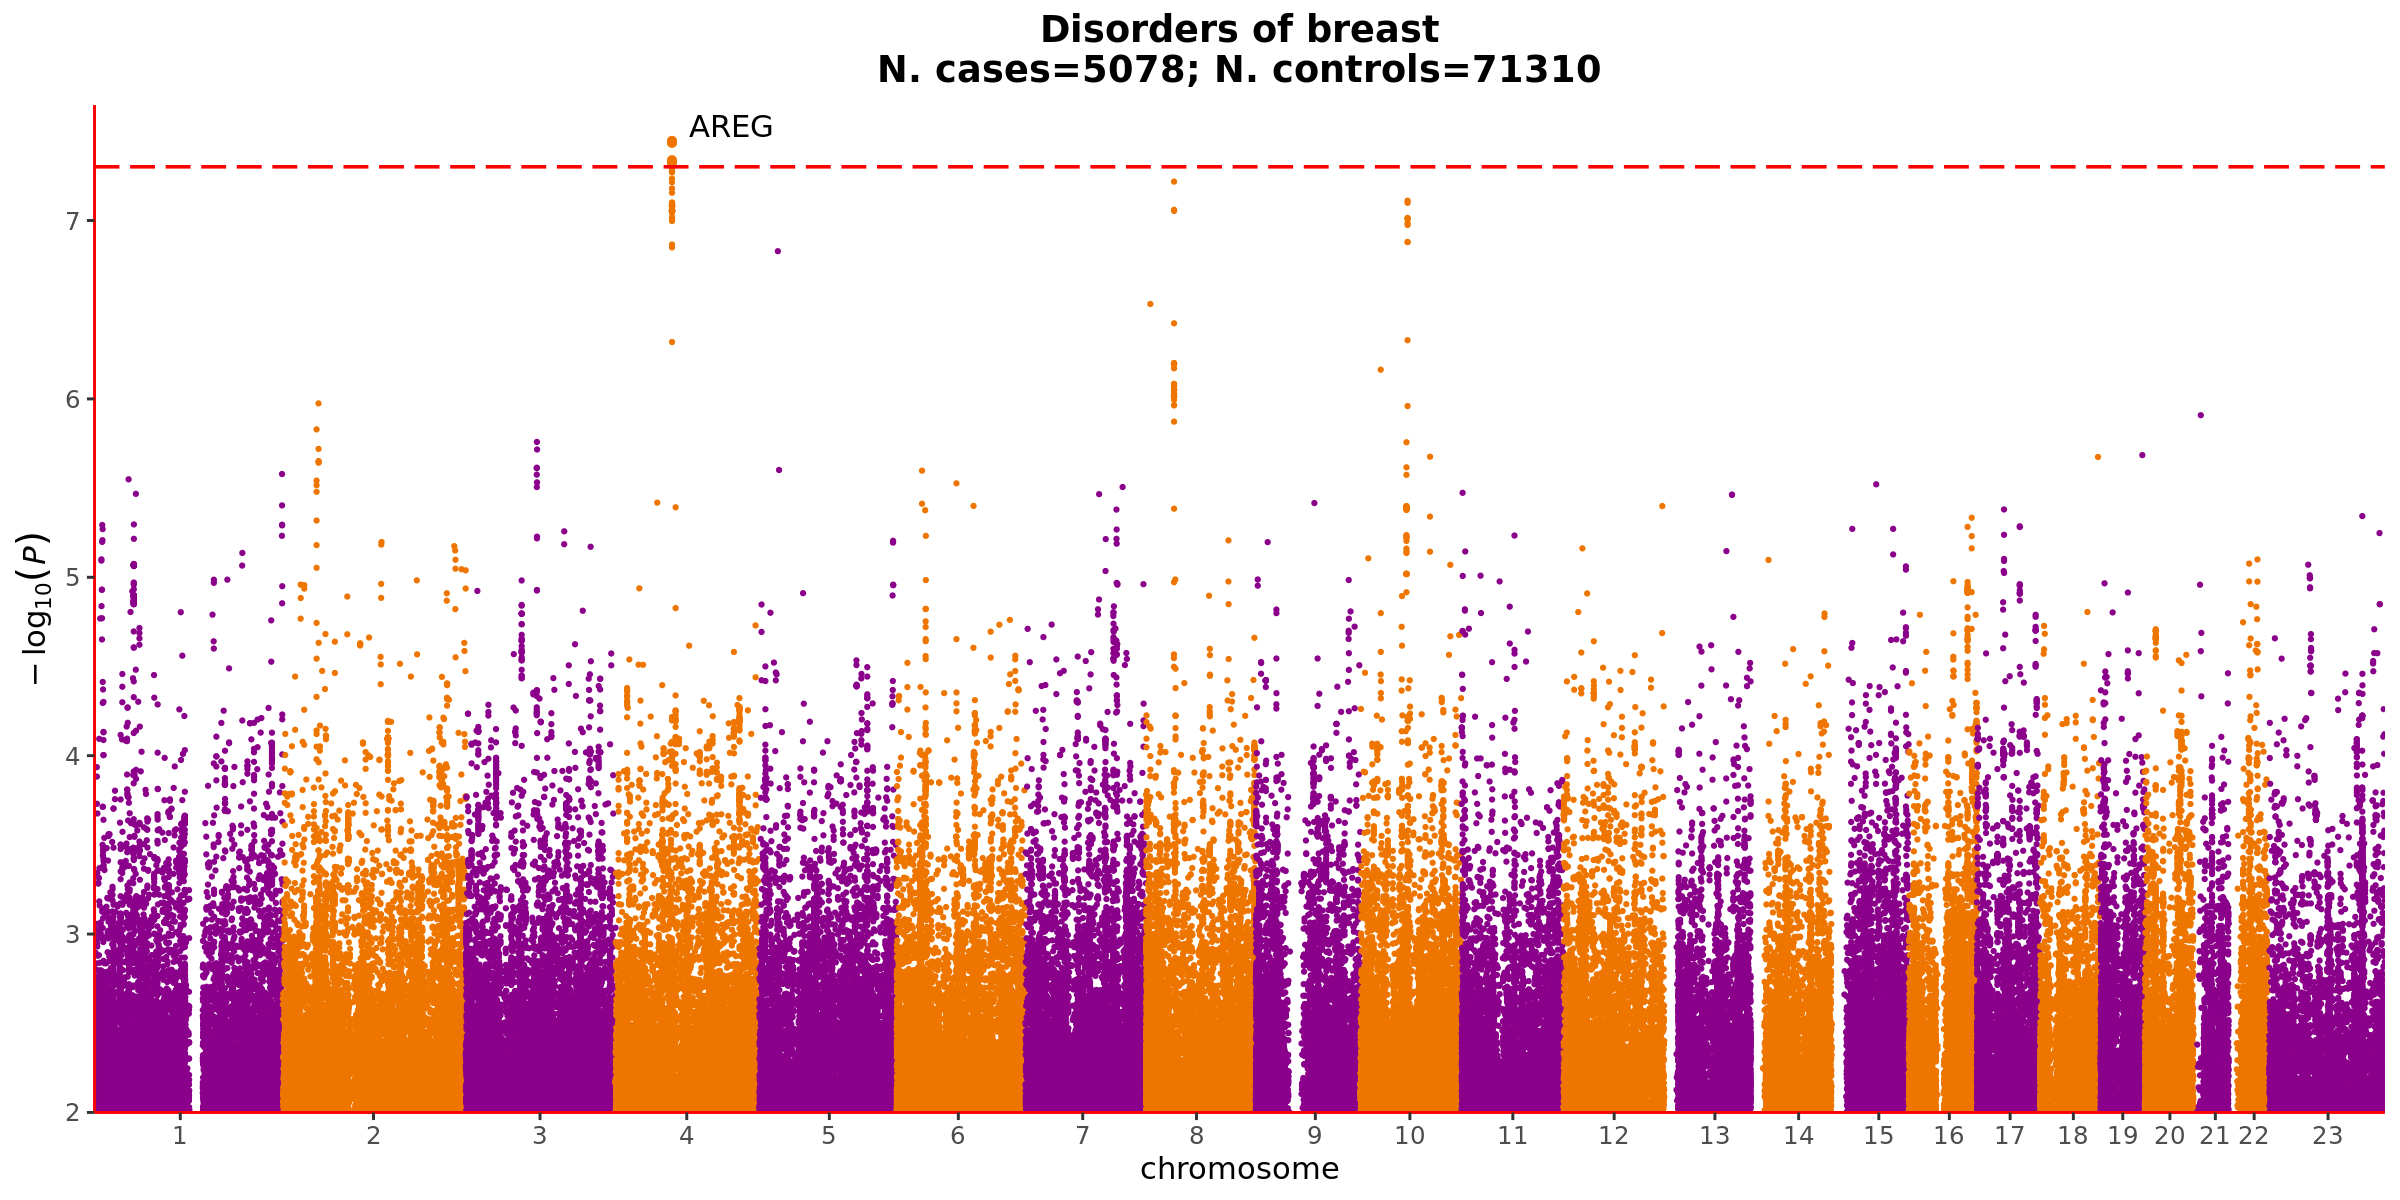 Disorders of breast
N. cases=5078; N. controls=71310
AREG
7
6
5
4
3
2
−log10(P)
1 2 3 4 5 6 7 8 9 10 11 12 13 14 15 16 17 18 19 20 21 22 23
chromosome